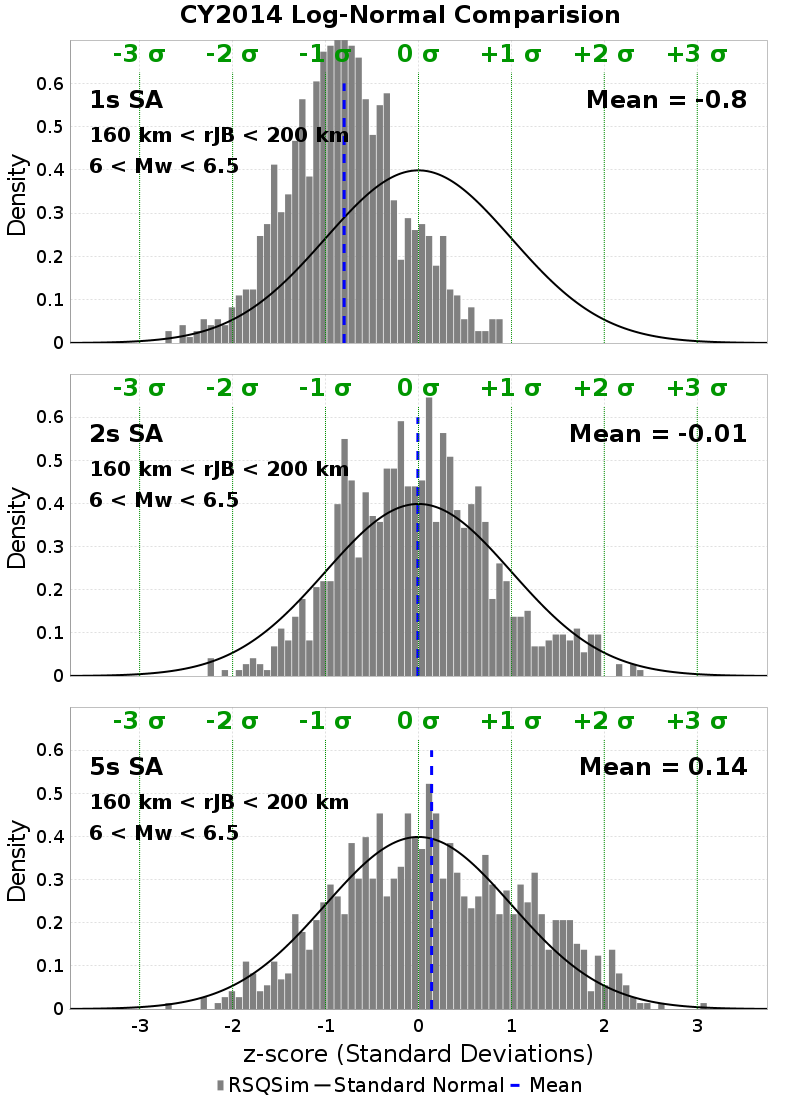 CY2014 Log-Normal Comparision
-3 σ -2 σ -1 σ 0 σ +1 σ +2 σ +3 σ
1s SA Mean = -0.8
160 km < rJB < 200 km
6 < Mw < 6.5
Density
0.6
0.5
0.4
0.3
0.2
0.1
0
-3 σ -2 σ -1 σ 0 σ +1 σ +2 σ +3 σ
2s SA Mean = -0.01
160 km < rJB < 200 km
6 < Mw < 6.5
Density
0.6
0.5
0.4
0.3
0.2
0.1
0
-3 σ -2 σ -1 σ 0 σ +1 σ +2 σ +3 σ
5s SA Mean = 0.14
160 km < rJB < 200 km
6 < Mw < 6.5
Density
0.6
0.5
0.4
0.3
0.2
0.1
0
-3 -2 -1 0 1 2 3
z-score (Standard Deviations)
RSQSim Standard Normal Mean